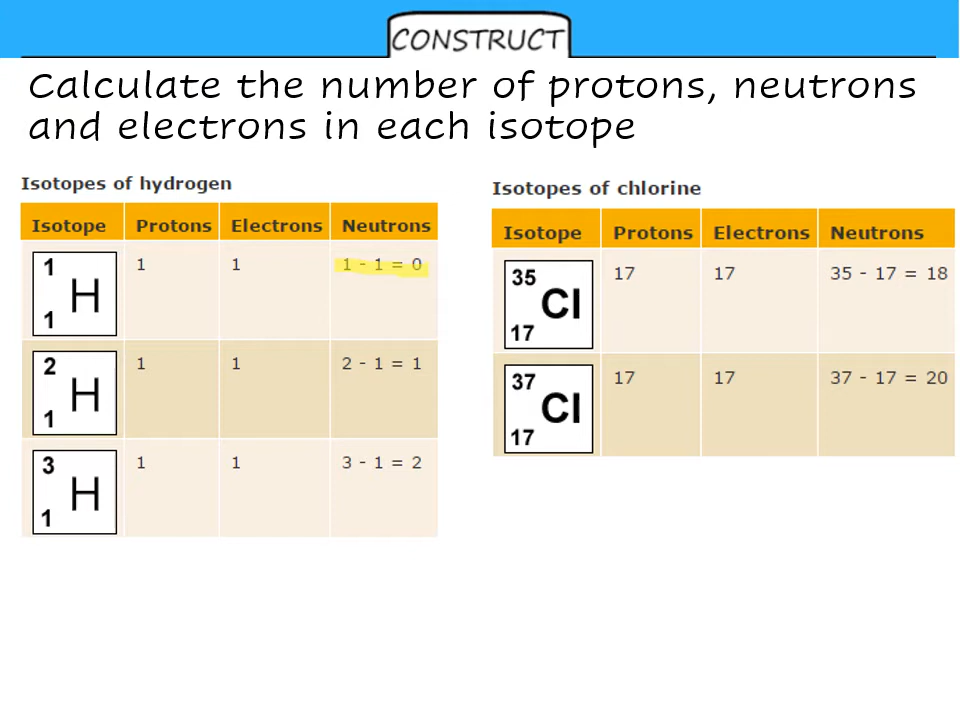 CONSTRUCT
Calculate the number of protons, neutrons
and electrons in each isotope
Isotopes of hydrogen
Isotope Protons Electrons Neutrons
1 H 1 1 1 1 - 1 = 0
2 H 1 1 1 2 - 1 = 1
3 H 1 1 1 3 - 1 = 2
Isotopes of chlorine
Isotope Protons Electrons Neutrons
35 Cl 17 17 17 35 - 17 = 18
37 Cl 17 17 17 37 - 17 = 20